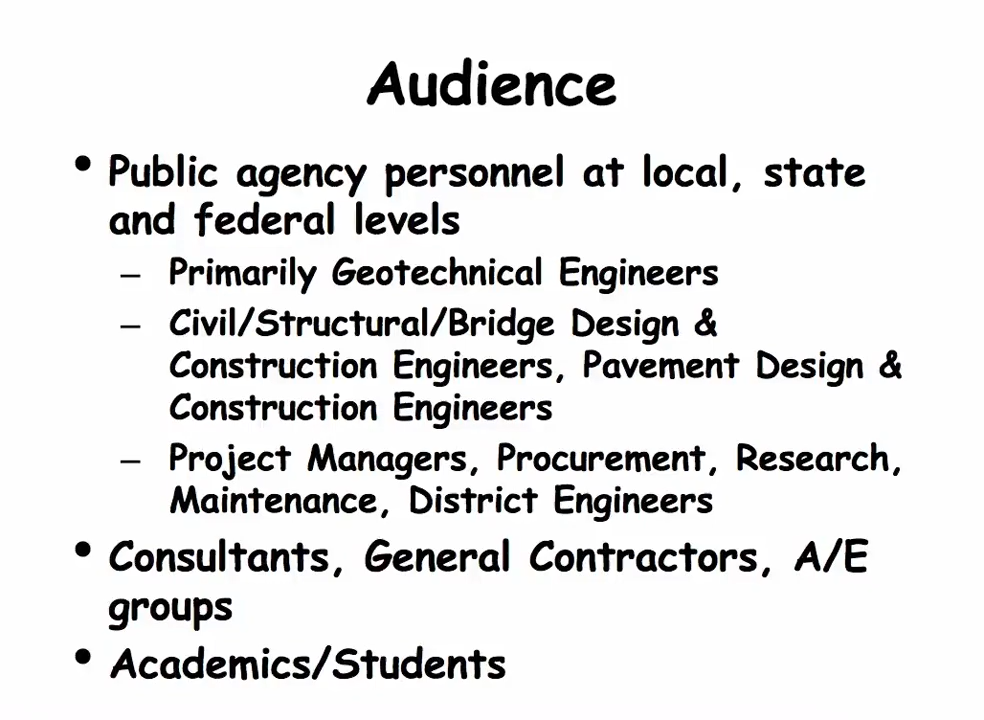 Audience
• Public agency personnel at local, state
and federal levels
– Primarily Geotechnical Engineers
– Civil/Structural/Bridge Design &
Construction Engineers, Pavement Design &
Construction Engineers
– Project Managers, Procurement, Research,
Maintenance, District Engineers
• Consultants, General Contractors, A/E
groups
• Academics/Students